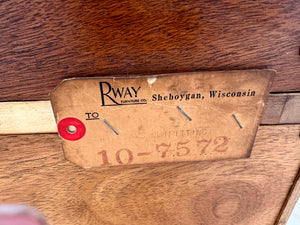 RWAY
FURNITURE CO. Sheboygan, Wisconsin
TO
10-7572